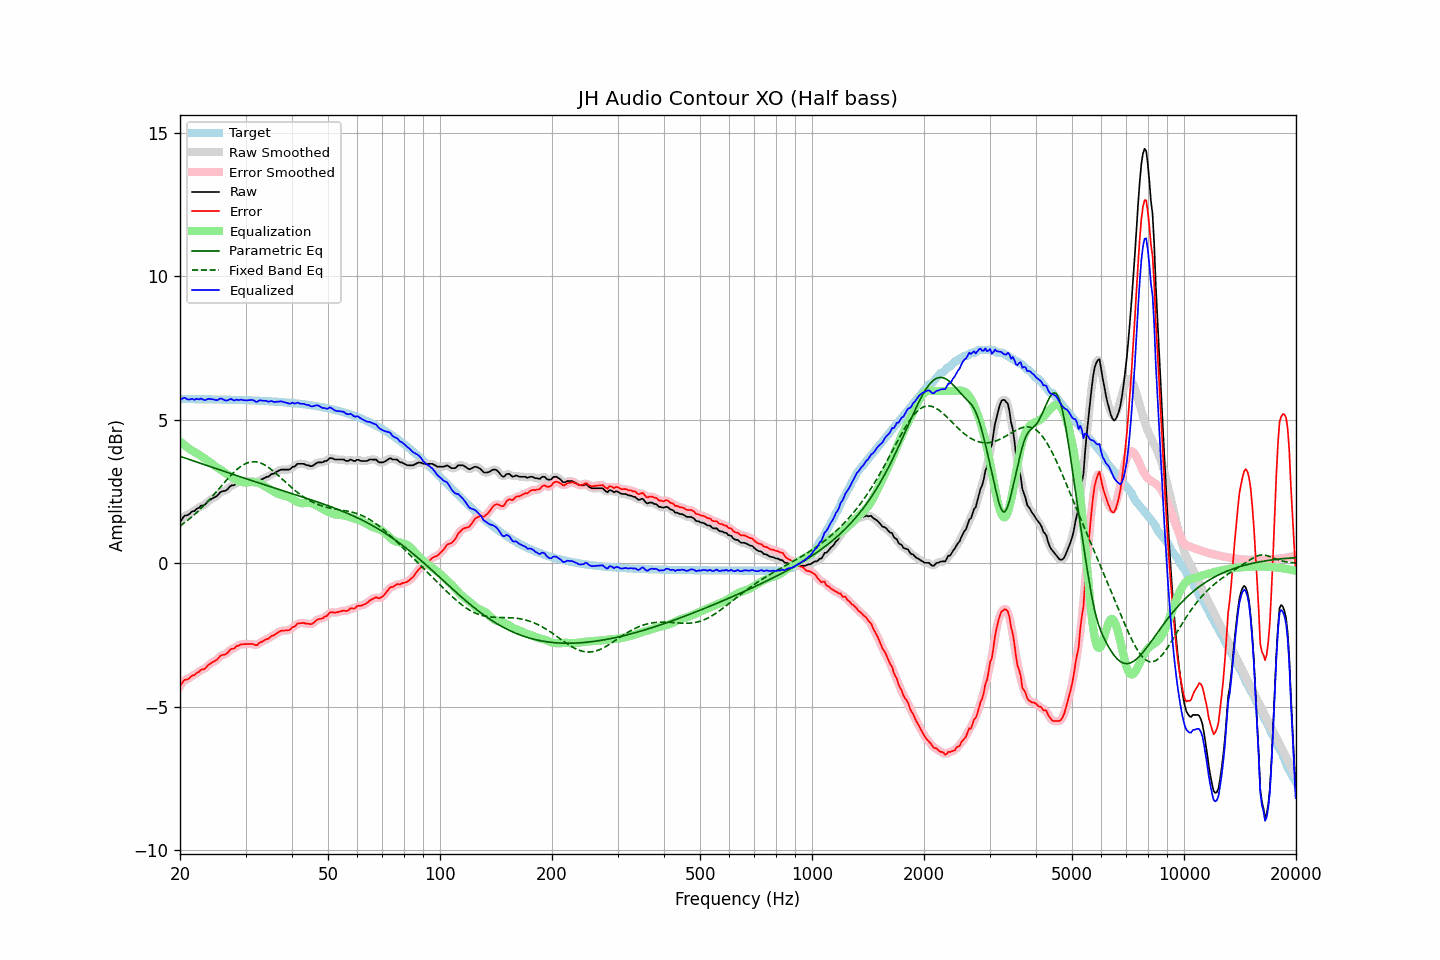 JH Audio Contour XO (Half bass)
Target
Raw Smoothed
Error Smoothed
Raw
Error
Equalization
Parametric Eq
Fixed Band Eq
Equalized
15
10
5
0
−5
−10
Amplitude (dBr)
20 50 100 200 500 1000 2000 5000 10000 20000
Frequency (Hz)